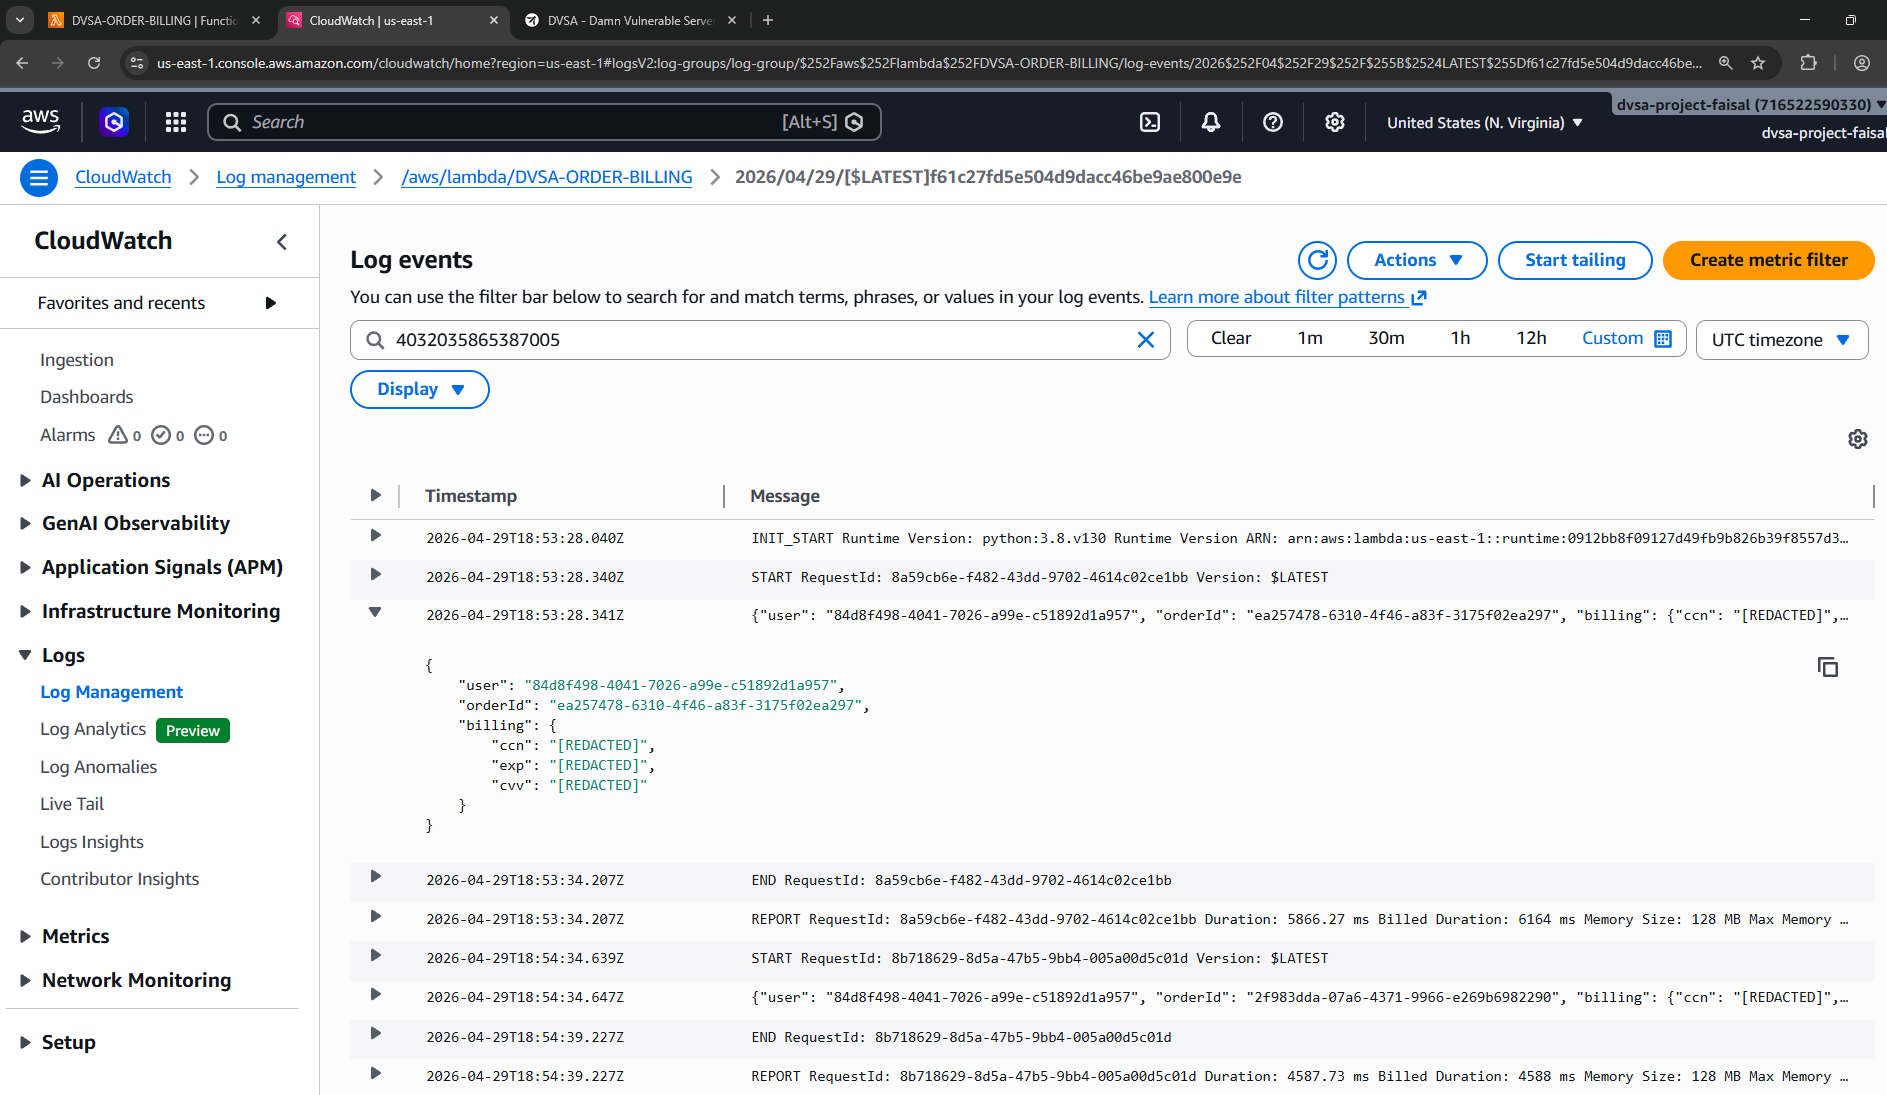 DVSA-ORDER-BILLING | Functio
CloudWatch | us-east-1
DVSA - Damn Vulnerable Server
us-east-1.console.aws.amazon.com/cloudwatch/home?region=us-east-1#logsV2:log-groups/log-group/$252Faws$252Flambda$252FDVSA-ORDER-BILLING/log-events/2026$252F04$252F29$252F$255B$2524LATEST$255Df61c27fd5e504d9dacc46be...
aws
Search
[Alt+S]
United States (N. Virginia)
dvsa-project-faisal (716522590330)
dvsa-project-faisal
CloudWatch
Log management
/aws/lambda/DVSA-ORDER-BILLING
2026/04/29/[$LATEST]f61c27fd5e504d9dacc46be9ae800e9e
CloudWatch
Favorites and recents
Ingestion
Dashboards
Alarms 0 0 0
AI Operations
GenAI Observability
Application Signals (APM)
Infrastructure Monitoring
Logs
Log Management
Log Analytics Preview
Log Anomalies
Live Tail
Logs Insights
Contributor Insights
Metrics
Network Monitoring
Setup
Log events
Actions
Start tailing
Create metric filter
You can use the filter bar below to search for and match terms, phrases, or values in your log events. Learn more about filter patterns
4032035865387005
Clear 1m 30m 1h 12h Custom
UTC timezone
Display
Timestamp Message
2026-04-29T18:53:28.040Z INIT_START Runtime Version: python:3.8.v130 Runtime Version ARN: arn:aws:lambda:us-east-1::runtime:0912bb8f09127d49fb9b826b39f8557d3…
2026-04-29T18:53:28.340Z START RequestId: 8a59cb6e-f482-43dd-9702-4614c02ce1bb Version: $LATEST
2026-04-29T18:53:28.341Z {"user": "84d8f498-4041-7026-a99e-c51892d1a957", "orderId": "ea257478-6310-4f46-a83f-3175f02ea297", "billing": {"ccn": "[REDACTED]",…
{
"user": "84d8f498-4041-7026-a99e-c51892d1a957",
"orderId": "ea257478-6310-4f46-a83f-3175f02ea297",
"billing": {
"ccn": "[REDACTED]",
"exp": "[REDACTED]",
"cvv": "[REDACTED]"
}
}
2026-04-29T18:53:34.207Z END RequestId: 8a59cb6e-f482-43dd-9702-4614c02ce1bb
2026-04-29T18:53:34.207Z REPORT RequestId: 8a59cb6e-f482-43dd-9702-4614c02ce1bb Duration: 5866.27 ms Billed Duration: 6164 ms Memory Size: 128 MB Max Memory …
2026-04-29T18:54:34.639Z START RequestId: 8b718629-8d5a-47b5-9bb4-005a00d5c01d Version: $LATEST
2026-04-29T18:54:34.647Z {"user": "84d8f498-4041-7026-a99e-c51892d1a957", "orderId": "2f983dda-07a6-4371-9966-e269b6982290", "billing": {"ccn": "[REDACTED]",…
2026-04-29T18:54:39.227Z END RequestId: 8b718629-8d5a-47b5-9bb4-005a00d5c01d
2026-04-29T18:54:39.227Z REPORT RequestId: 8b718629-8d5a-47b5-9bb4-005a00d5c01d Duration: 4587.73 ms Billed Duration: 4588 ms Memory Size: 128 MB Max Memory …